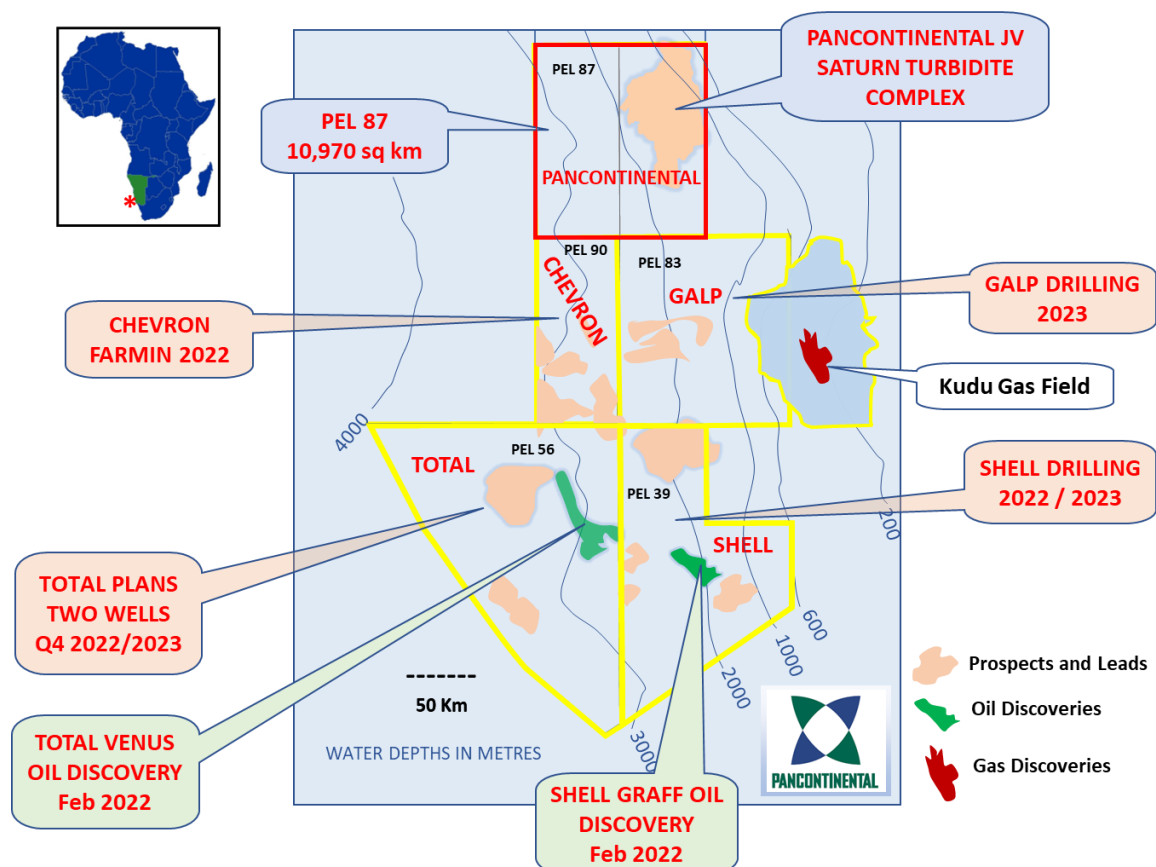 PANCONTINENTAL JV
SATURN TURBIDITE
COMPLEX
PEL 87
PEL 87
10,970 sq km
PANCONTINENTAL
*
PEL 90
PEL 83
CHEVRON
GALP
GALP DRILLING
2023
CHEVRON
FARMIN 2022
Kudu Gas Field
4000
PEL 56
TOTAL
PEL 39
SHELL DRILLING
2022 / 2023
200
SHELL
TOTAL PLANS
TWO WELLS
Q4 2022/2023
600
1000
2000
3000
Prospects and Leads
Oil Discoveries
Gas Discoveries
50 Km
TOTAL VENUS
OIL DISCOVERY
Feb 2022
WATER DEPTHS IN METRES
PANCONTINENTAL
SHELL GRAFF OIL
DISCOVERY
Feb 2022